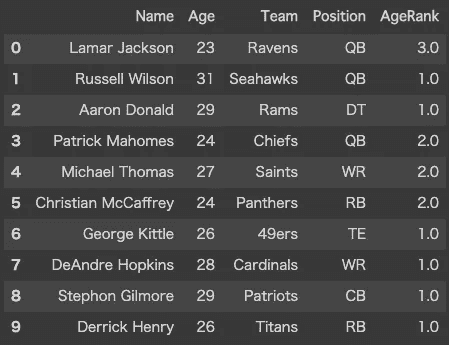 Name Age Team Position AgeRank
0 Lamar Jackson 23 Ravens QB 3.0
1 Russell Wilson 31 Seahawks QB 1.0
2 Aaron Donald 29 Rams DT 1.0
3 Patrick Mahomes 24 Chiefs QB 2.0
4 Michael Thomas 27 Saints WR 2.0
5 Christian McCaffrey 24 Panthers RB 2.0
6 George Kittle 26 49ers TE 1.0
7 DeAndre Hopkins 28 Cardinals WR 1.0
8 Stephon Gilmore 29 Patriots CB 1.0
9 Derrick Henry 26 Titans RB 1.0